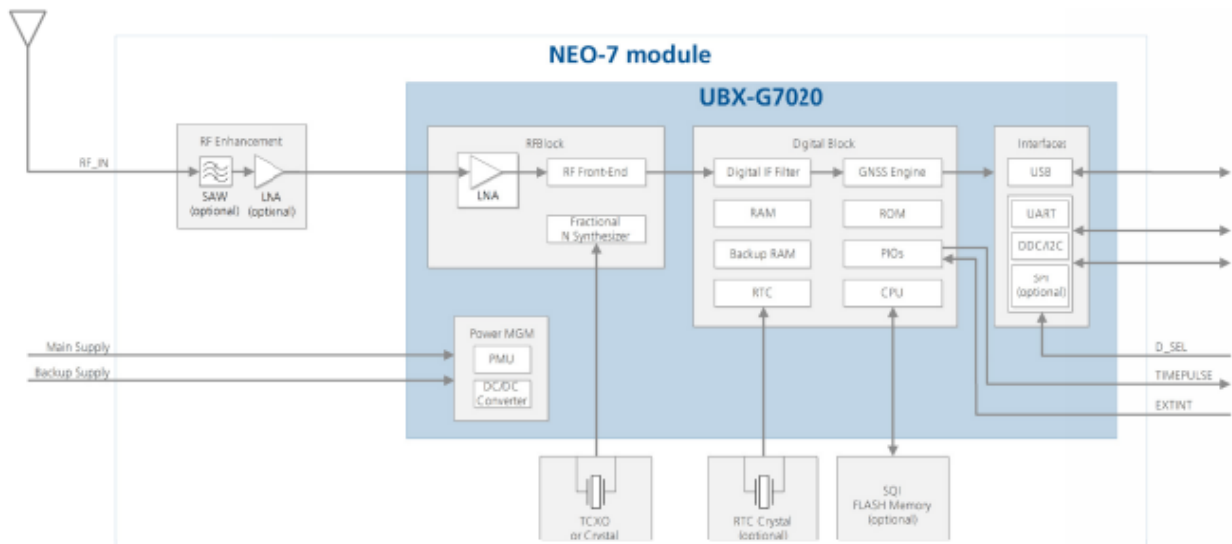 NEO-7 module
UBX-G7020
RF Enhancement
RF_IN
SAW
(optional)
LNA
(optional)
RFBlock
LNA
RF Front-End
Fractional
N Synthesizer
Digital Block
Digital IF Filter
GNSS Engine
RAM
ROM
Backup RAM
PIOs
RTC
CPU
Interfaces
USB
UART
DDC/I2C
SPI
(optional)
Power MGM
PMU
DC/DC
Converter
Main Supply
Backup Supply
D_SEL
TIMEPULSE
EXTINT
TCXO
or Crystal
RTC Crystal
(optional)
SQI
FLASH Memory
(optional)